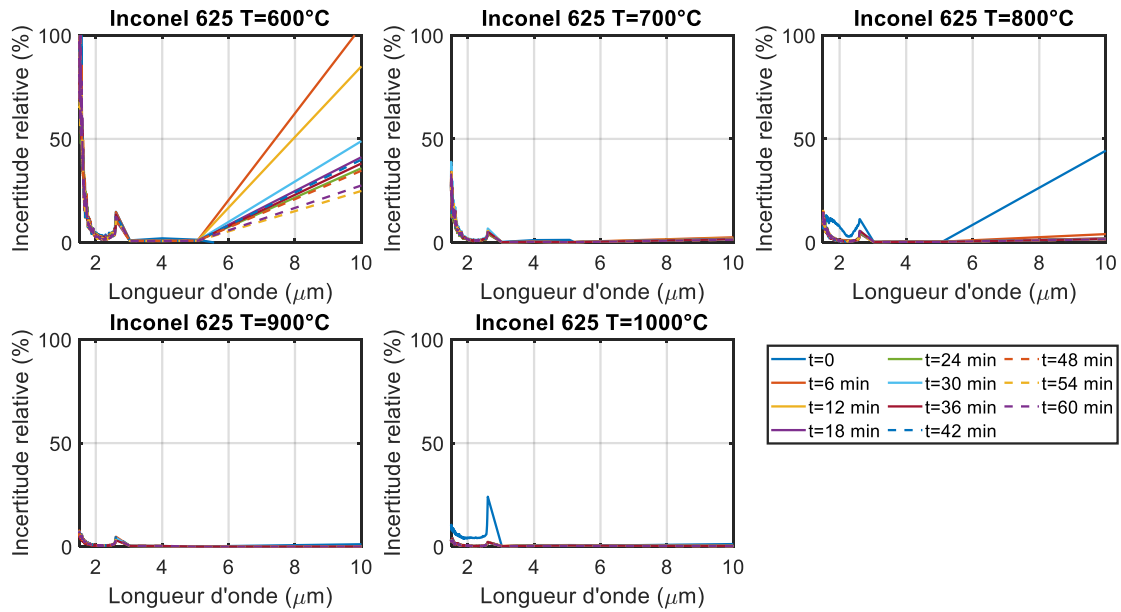 Inconel 625 T=600°C
Incertitude relative (%)
100
50
0
2 4 6 8 10
Longueur d'onde (μm)
Inconel 625 T=700°C
Incertitude relative (%)
100
50
0
2 4 6 8 10
Longueur d'onde (μm)
Inconel 625 T=800°C
Incertitude relative (%)
100
50
0
2 4 6 8 10
Longueur d'onde (μm)
Inconel 625 T=900°C
Incertitude relative (%)
100
50
0
2 4 6 8 10
Longueur d'onde (μm)
Inconel 625 T=1000°C
Incertitude relative (%)
100
50
0
2 4 6 8 10
Longueur d'onde (μm)
t=0
t=6 min
t=12 min
t=18 min
t=24 min
t=30 min
t=36 min
t=42 min
t=48 min
t=54 min
t=60 min